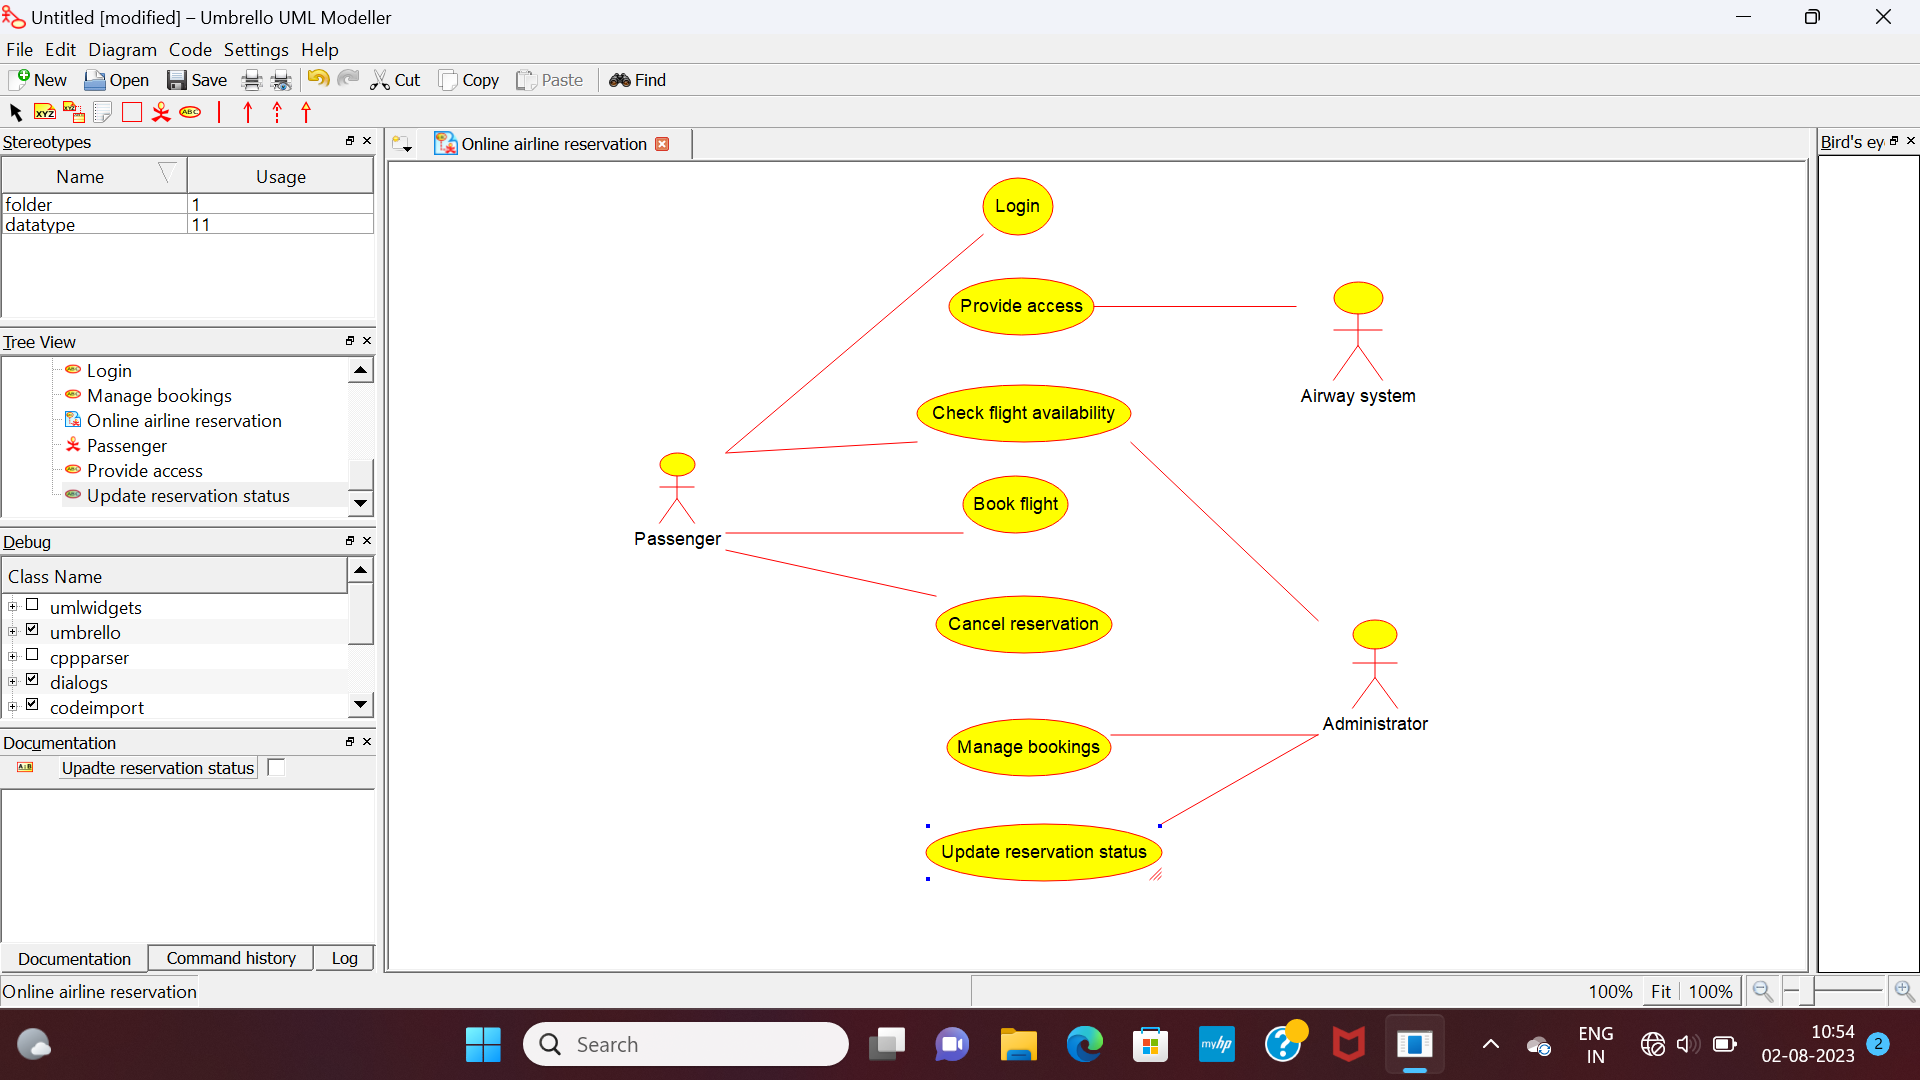 Untitled [modified] – Umbrello UML Modeller
File Edit Diagram Code Settings Help
New Open Save Cut Copy Paste Find
XYZ XYZ ABC
Stereotypes
Name Usage
folder 1
datatype 11
Tree View
Login
Manage bookings
Online airline reservation
Passenger
Provide access
Update reservation status
Debug
Class Name
umlwidgets
umbrello
cppparser
dialogs
codeimport
Documentation
Upadte reservation status
Documentation Command history Log
Online airline reservation
Login
Provide access
Airway system
Check flight availability
Book flight
Passenger
Cancel reservation
Administrator
Manage bookings
Update reservation status
Bird's ey
Online airline reservation
100% Fit 100%
Search
myhp
ENG
IN
10:54
02-08-2023
2